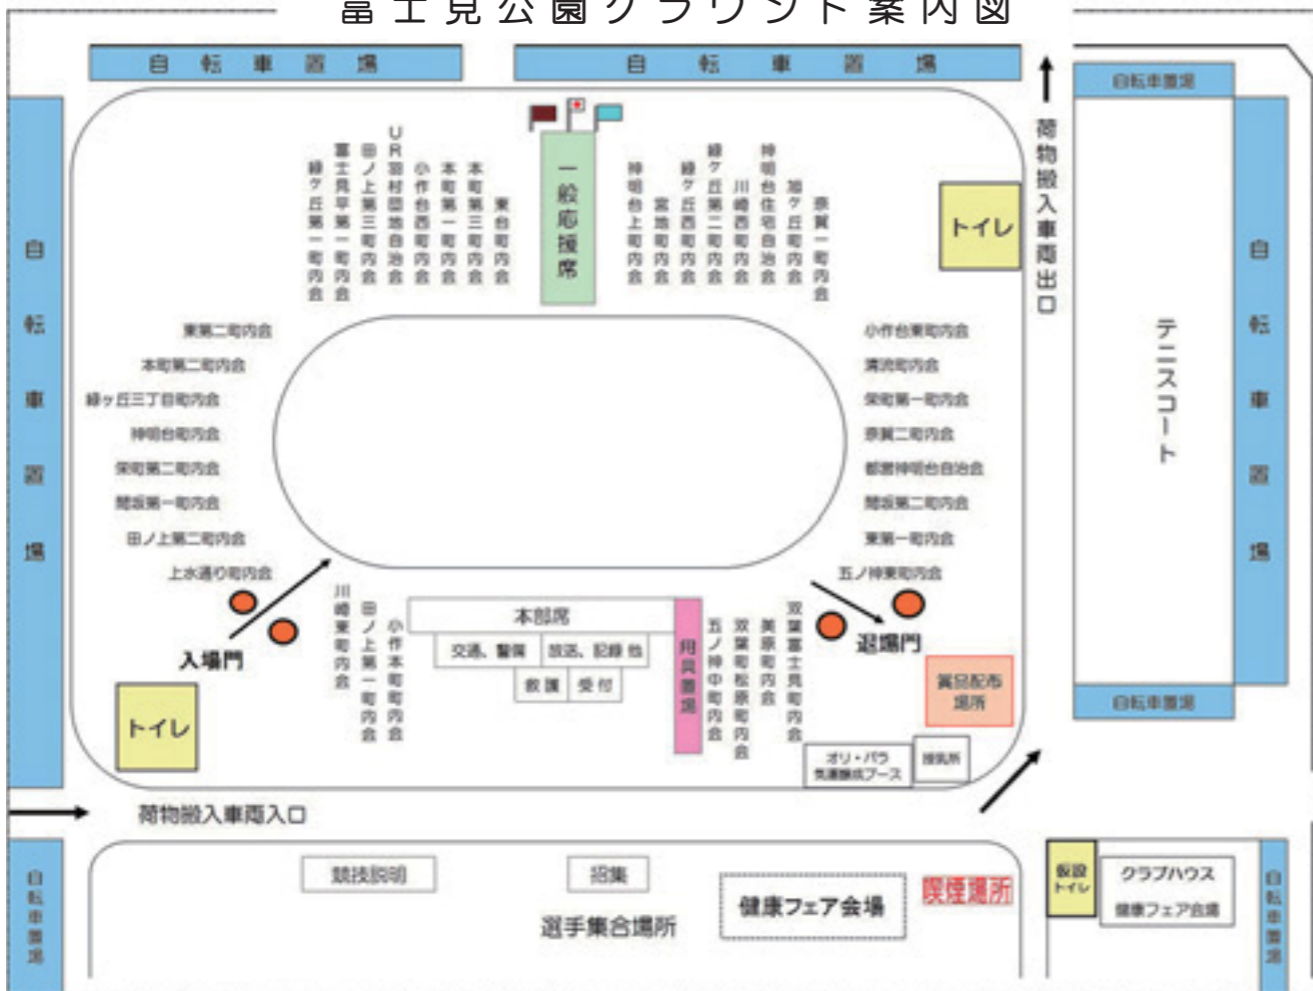 富士見公園グラウンド案内図
自転車置場
自転車置場
自転車置場
自転車置場
自転車置場
自転車置場
荷物搬入車両出口
トイレ
テニスコート
緑ケ丘第一町内会
富士見平第一町内会
田ノ上第三町内会
UR羽村団地自治会
小作台西町内会
本町第一町内会
本町第三町内会
東台町内会
一般応援席
神明台上町内会
宮地町内会
緑ケ丘西町内会
緑ケ丘第二町内会
川崎西町内会
神明台住宅自治会
旭ケ丘町内会
奈賀一町内会
東第二町内会
本町第二町内会
緑ヶ丘三丁目町内会
神明台町内会
栄町第二町内会
間坂第一町内会
田ノ上第二町内会
上水通り町内会
小作台東町内会
清流町内会
栄町第一町内会
奈賀二町内会
都営神明台自治会
間坂第二町内会
東第一町内会
五ノ神東町内会
入場門
トイレ
川崎東町内会
田ノ上第一町内会
小作本町町内会
本部席
交通、警備
放送、記録 他
救護
受付
用具置場
五ノ神中町内会
双葉町松原町内会
美原町内会
双葉富士見町内会
退場門
賞品配布
場所
オリ・パラ
気運醸成ブース
授乳所
自転車置場
荷物搬入車両入口
自転車置場
競技説明
招集
選手集合場所
健康フェア会場
喫煙場所
仮設
トイレ
クラブハウス
健康フェア会場
自転車置場